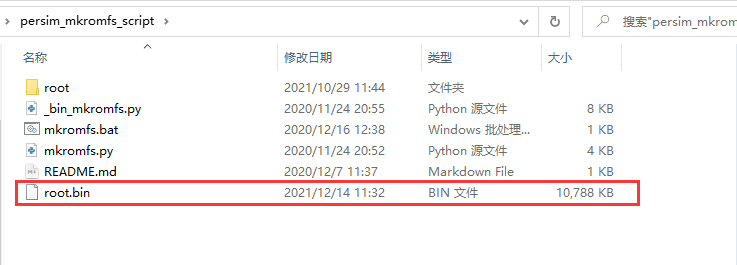 persim_mkromfs_script
搜索"persim_mkrom
名称 修改日期 类型 大小
root 2021/10/29 11:44 文件夹
_bin_mkromfs.py 2020/11/24 20:55 Python 源文件 8 KB
mkromfs.bat 2020/12/16 12:38 Windows 批处理... 1 KB
mkromfs.py 2020/11/24 20:52 Python 源文件 4 KB
README.md 2020/12/7 11:37 Markdown File 1 KB
root.bin 2021/12/14 11:32 BIN 文件 10,788 KB